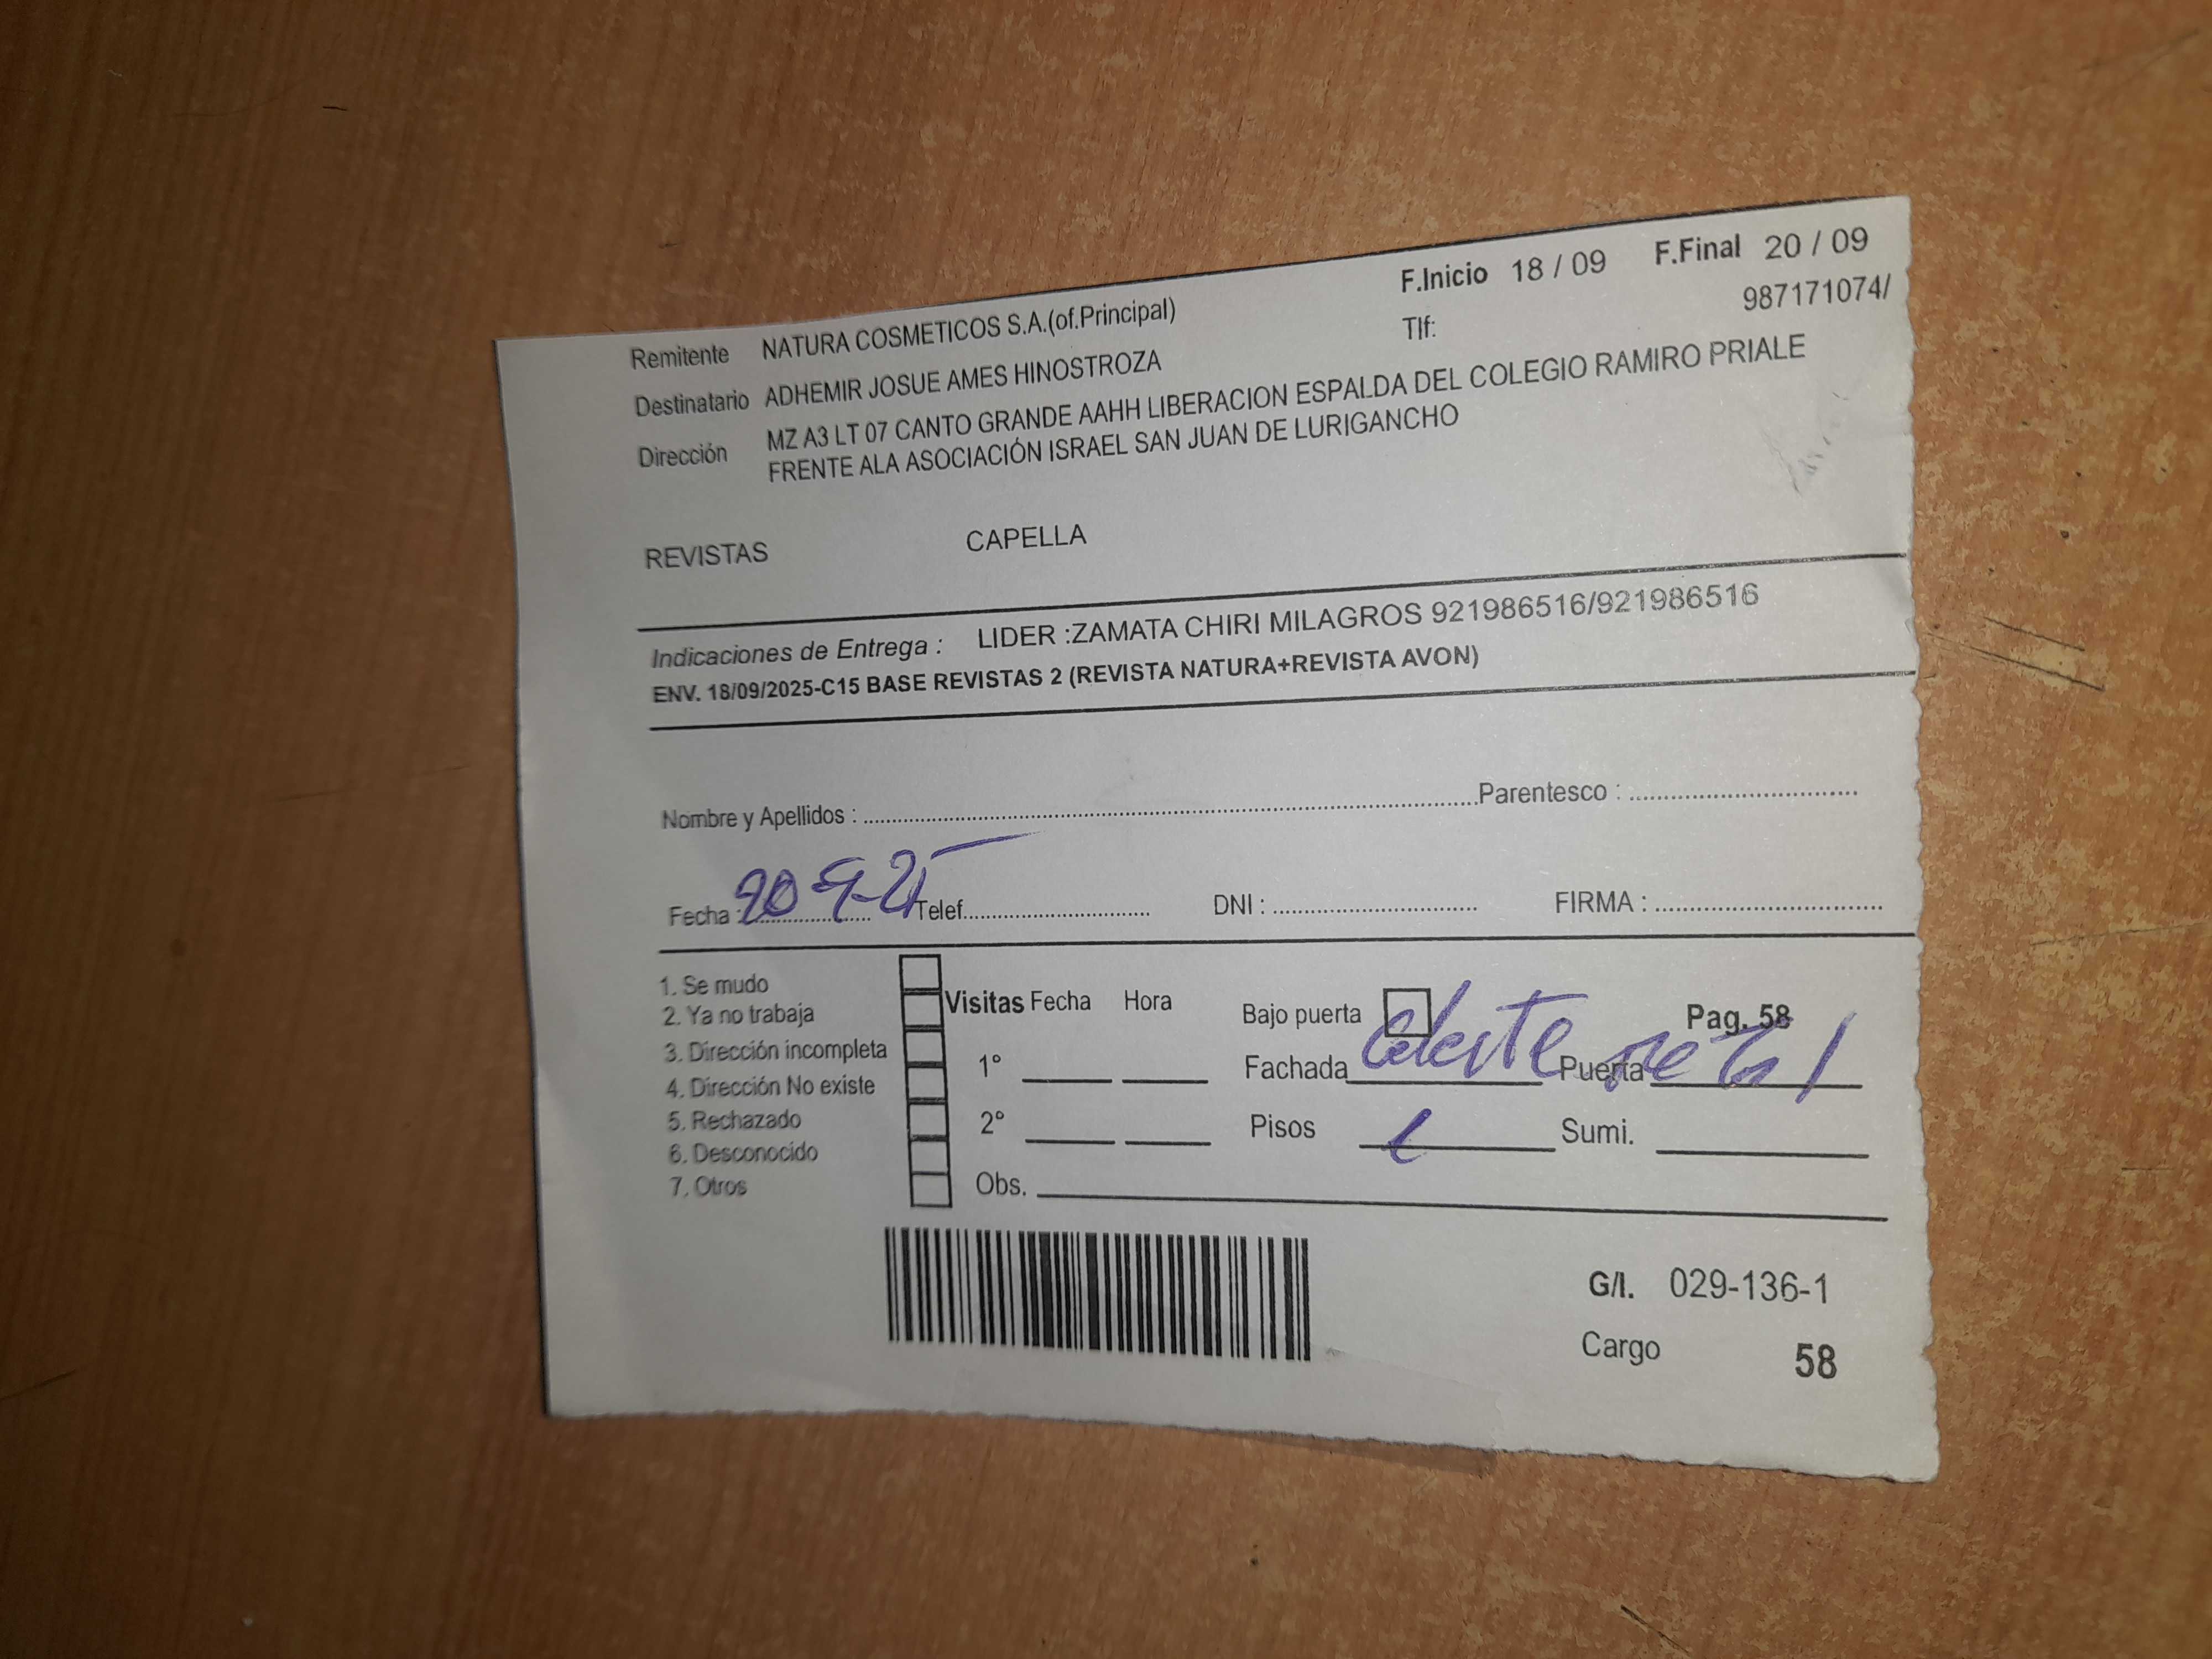 F.Inicio 18 / 09 F.Final 20 / 09
Remitente NATURA COSMETICOS S.A.(of.Principal) Tlf: 987171074/
Destinatario ADHEMIR JOSUE AMES HINOSTROZA
Dirección MZ A3 LT 07 CANTO GRANDE AAHH LIBERACION ESPALDA DEL COLEGIO RAMIRO PRIALE
FRENTE ALA ASOCIACIÓN ISRAEL SAN JUAN DE LURIGANCHO
REVISTAS CAPELLA
Indicaciones de Entrega : LIDER :ZAMATA CHIRI MILAGROS 921986516/921986516
ENV. 18/09/2025-C15 BASE REVISTAS 2 (REVISTA NATURA+REVISTA AVON)
Nombre y Apellidos : Parentesco :
Fecha : 20-9-25 Telef. DNI : FIRMA :
1. Se mudo
2. Ya no trabaja
3. Dirección incompleta
4. Dirección No existe
5. Rechazado
6. Desconocido
7. Otros
Visitas Fecha Hora
1°
2°
Obs.
Bajo puerta Pag. 58
Fachada Celeste Puerta
Pisos 1 Sumi.
G/I. 029-136-1
Cargo 58